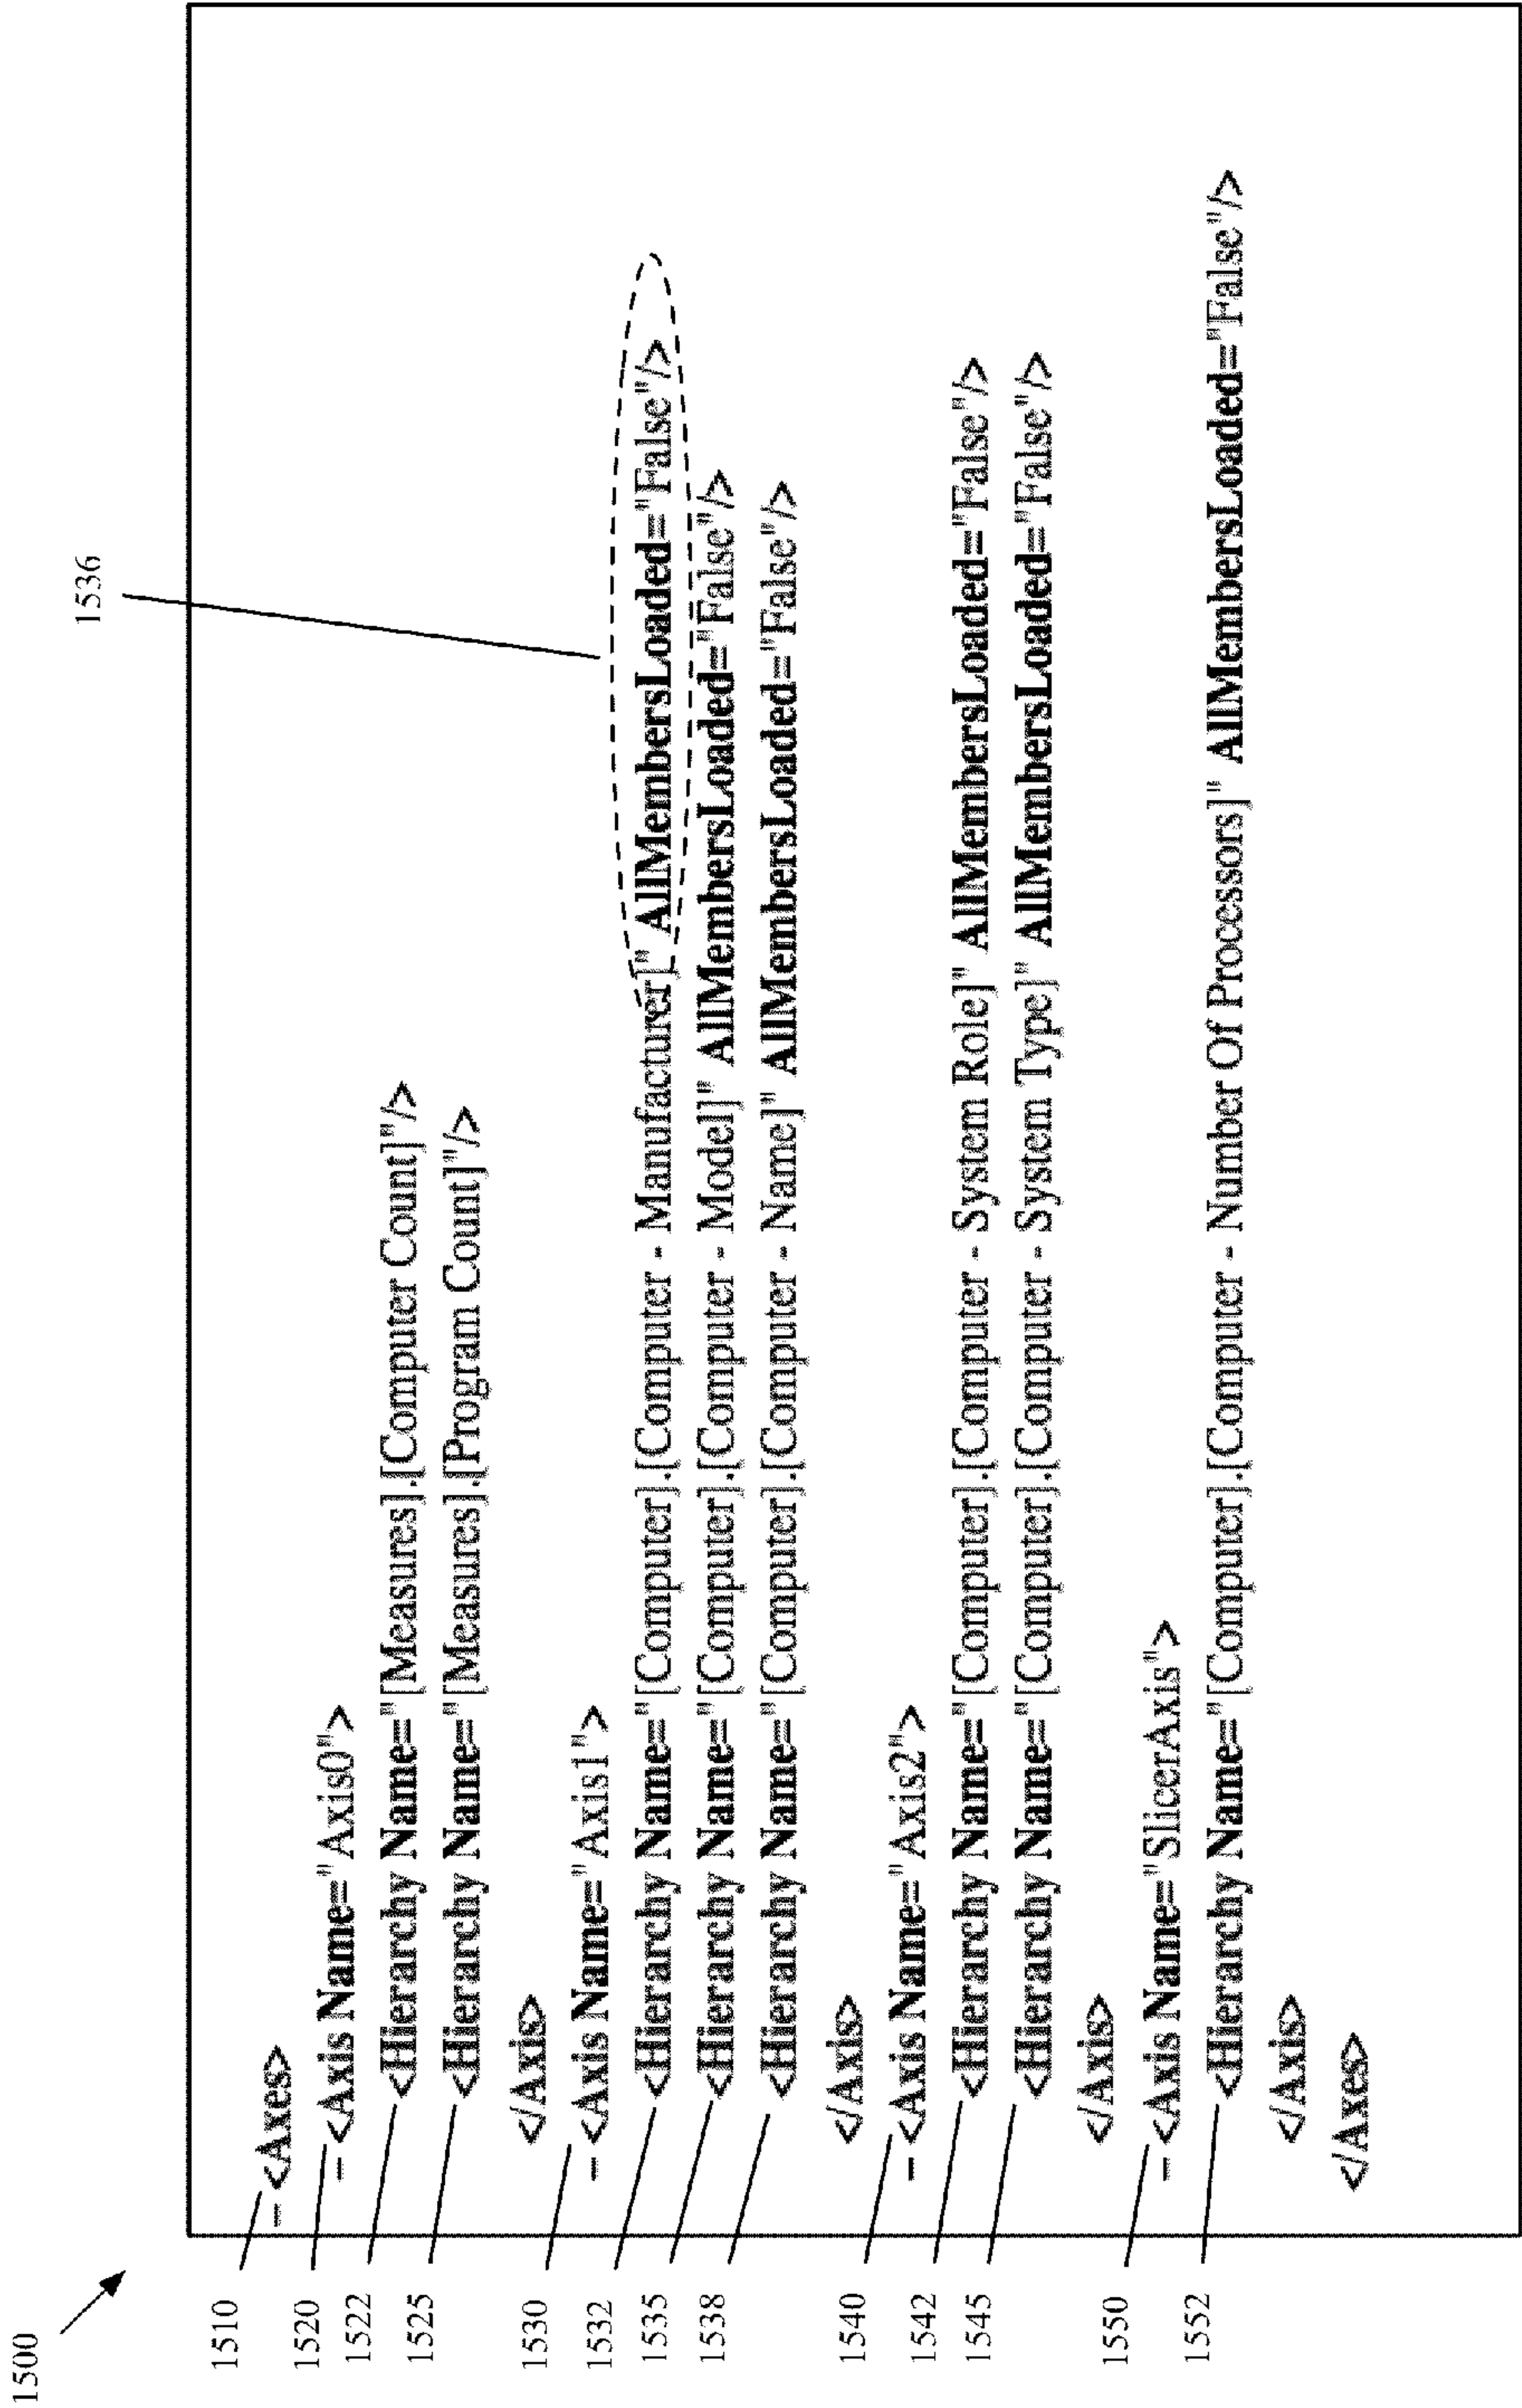 1500
1536
1510 – <Axes>
1520 – <Axis Name="Axis0">
1522 <Hierarchy Name="[Measures].[Computer Count]"/>
1525 <Hierarchy Name="[Measures].[Program Count]"/>
</Axis>
1530 – <Axis Name="Axis1">
1532 <Hierarchy Name="[Computer].[Computer - Manufacturer]" AllMembersLoaded="False"/>
1535 <Hierarchy Name="[Computer].[Computer - Model]" AllMembersLoaded="False"/>
1538 <Hierarchy Name="[Computer].[Computer - Name]" AllMembersLoaded="False"/>
</Axis>
1540 – <Axis Name="Axis2">
1542 <Hierarchy Name="[Computer].[Computer - System Role]" AllMembersLoaded="False"/>
1545 <Hierarchy Name="[Computer].[Computer - System Type]" AllMembersLoaded="False"/>
</Axis>
1550 – <Axis Name="SlicerAxis">
1552 <Hierarchy Name="[Computer].[Computer - Number Of Processors]" AllMembersLoaded="False"/>
</Axis>
</Axes>